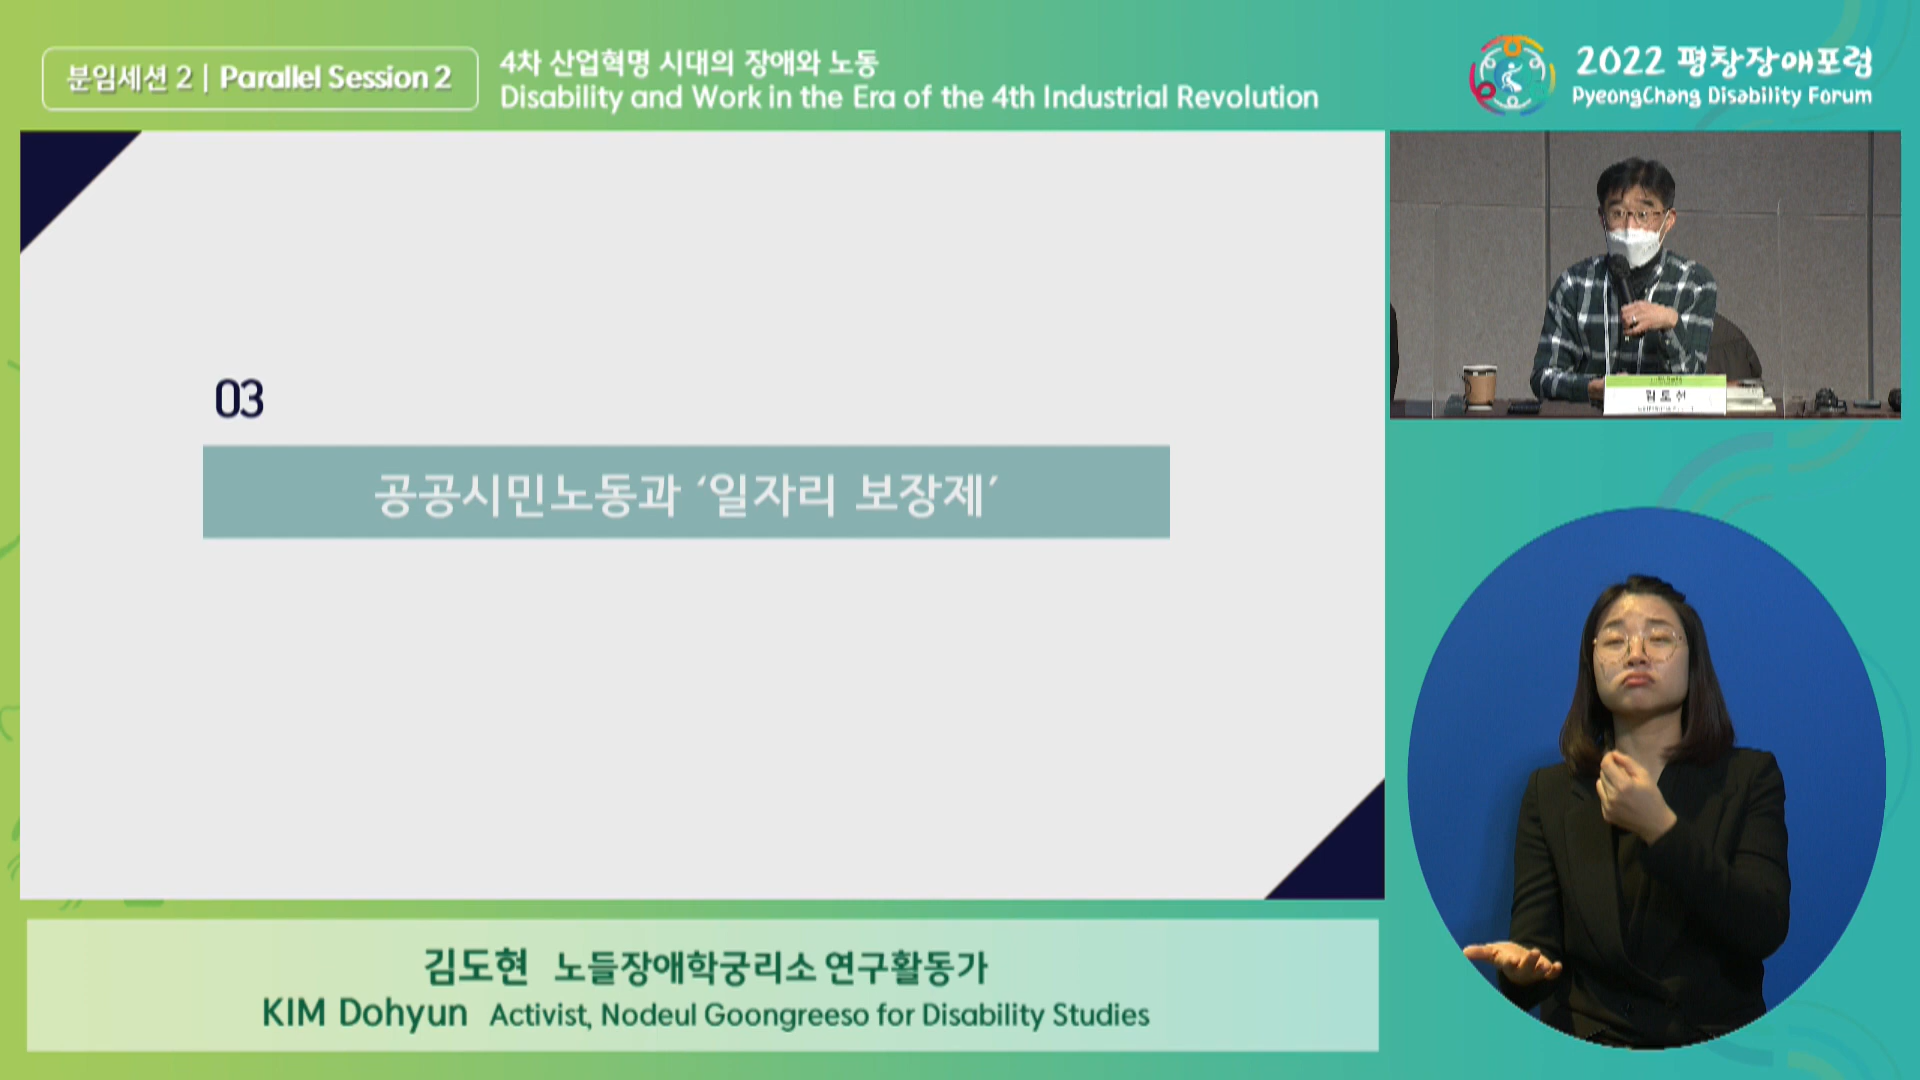 분임세션 2 | Parallel Session 2
4차 산업혁명 시대의 장애와 노동
Disability and Work in the Era of the 4th Industrial Revolution
2022 평창장애포럼
PyeongChang Disability Forum
03
공공시민노동과 ‘일자리 보장제’
김도현
김도현 노들장애학궁리소 연구활동가
KIM Dohyun Activist, Nodeul Goongreeso for Disability Studies